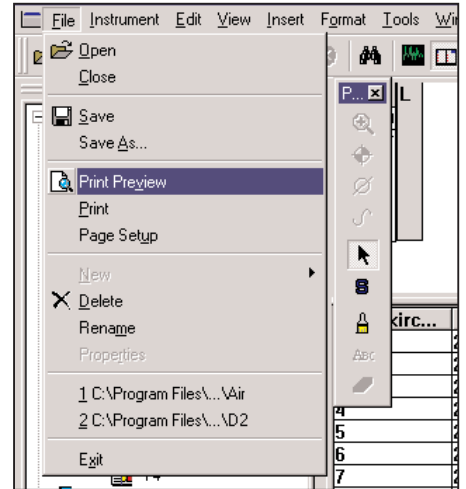 File Instrument Edit View Insert Format Tools
Open
Close
P...
L
Save
Save As...
Print Preview
Print
Page Setup
New
Delete
Rename
kirc...
Properties
Abc
1 C:\Program Files\...\Air
2 C:\Program Files\...\D2
4
5
Exit
6
7